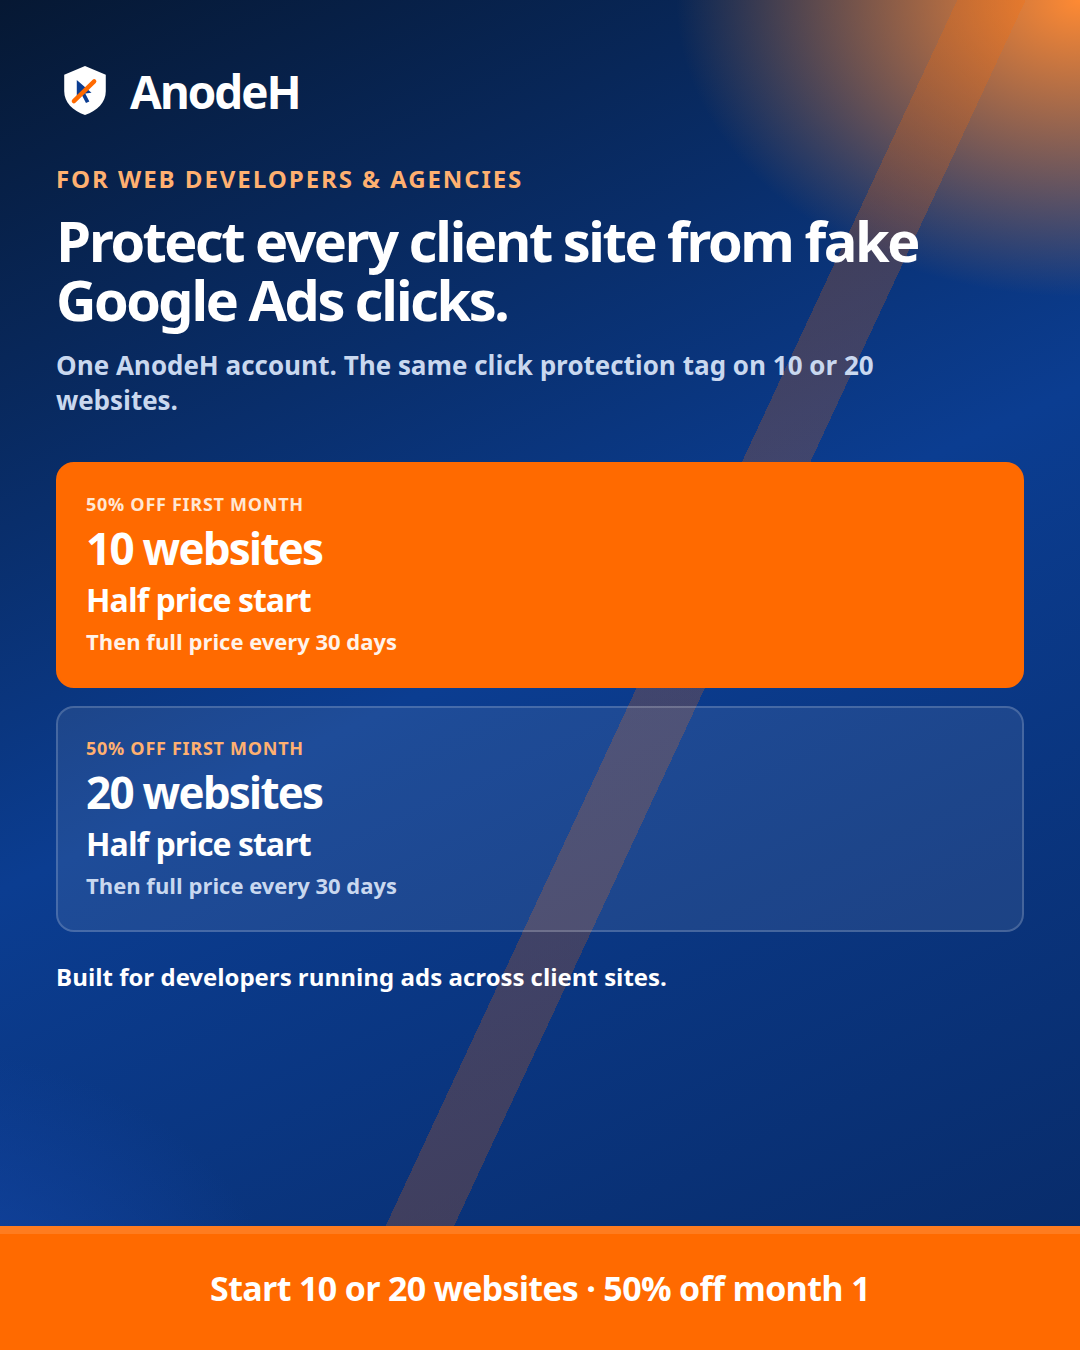 AnodeH
FOR WEB DEVELOPERS & AGENCIES
Protect every client site from fake
Google Ads clicks.
One AnodeH account. The same click protection tag on 10 or 20
websites.
50% OFF FIRST MONTH
10 websites
Half price start
Then full price every 30 days
50% OFF FIRST MONTH
20 websites
Half price start
Then full price every 30 days
Built for developers running ads across client sites.
Start 10 or 20 websites · 50% off month 1